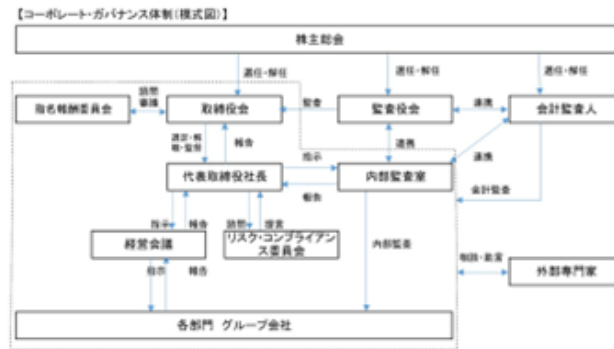 【コーポレート・ガバナンス体制(模式図)】
株主総会
選任・解任
選任・解任
選任・解任
指名報酬委員会
諮問
審議
取締役会
監査
監査役会
連携
会計監査人
選定・解
職・監督
報告
連携
連携
代表取締役社長
指示
報告
内部監査室
会計監査
指示
報告
諮問
提言
経営会議
リスク・コンプライアンス委員会
内部監査
指示
報告
外部専門家
各部門 グループ会社